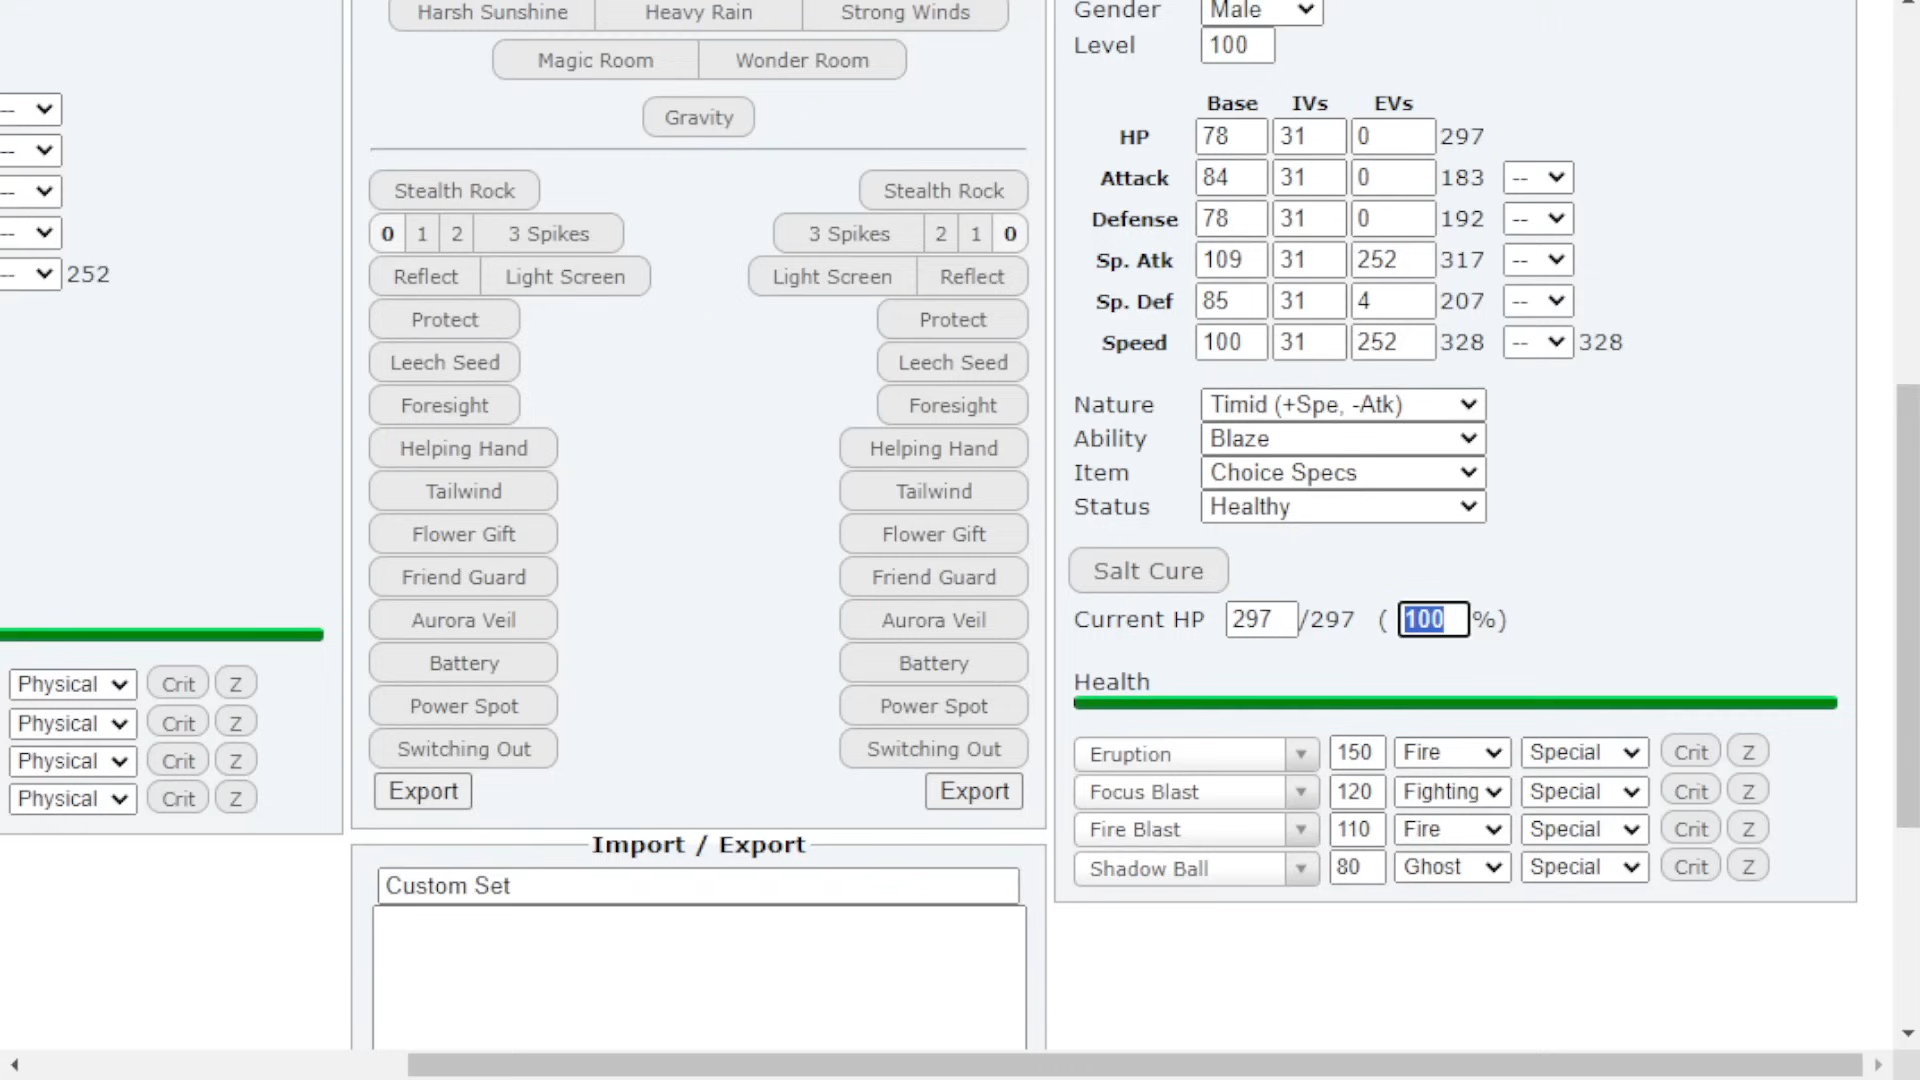 Harsh Sunshine Heavy Rain Strong Winds
Magic Room Wonder Room
Gravity
-- 
-- 
-- 
-- 
-- 252
Stealth Rock Stealth Rock
0 1 2 3 Spikes 3 Spikes 2 1 0
Reflect Light Screen Light Screen Reflect
Protect Protect
Leech Seed Leech Seed
Foresight Foresight
Helping Hand Helping Hand
Tailwind Tailwind
Flower Gift Flower Gift
Friend Guard Friend Guard
Aurora Veil Aurora Veil
Battery Battery
Power Spot Power Spot
Switching Out Switching Out
Export Export
Physical Crit Z
Physical Crit Z
Physical Crit Z
Physical Crit Z
Import / Export
Custom Set
Gender Male
Level 100
Base IVs EVs
HP 78 31 0 297
Attack 84 31 0 183 --
Defense 78 31 0 192 --
Sp. Atk 109 31 252 317 --
Sp. Def 85 31 4 207 --
Speed 100 31 252 328 -- 328
Nature Timid (+Spe, -Atk)
Ability Blaze
Item Choice Specs
Status Healthy
Salt Cure
Current HP 297 /297 ( 100 %)
Health
Eruption 150 Fire Special Crit Z
Focus Blast 120 Fighting Special Crit Z
Fire Blast 110 Fire Special Crit Z
Shadow Ball 80 Ghost Special Crit Z